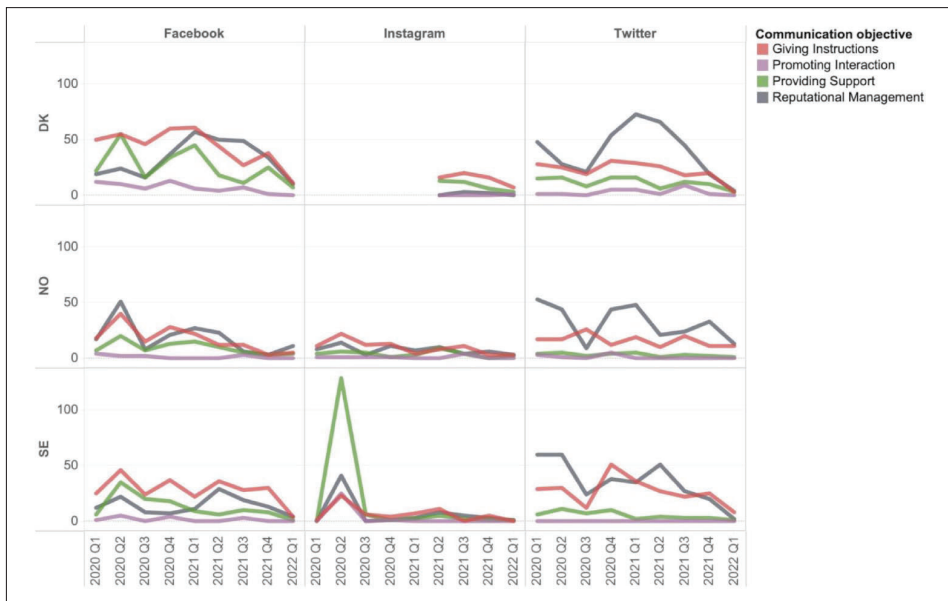 Facebook Instagram Twitter
Communication objective
Giving Instructions
Promoting Interaction
Providing Support
Reputational Management
DK
100
50
0
NO
100
50
0
SE
100
50
0
2020 Q1 2020 Q2 2020 Q3 2020 Q4 2021 Q1 2021 Q2 2021 Q3 2021 Q4 2022 Q1 2020 Q1 2020 Q2 2020 Q3 2020 Q4 2021 Q1 2021 Q2 2021 Q3 2021 Q4 2022 Q1 2020 Q1 2020 Q2 2020 Q3 2020 Q4 2021 Q1 2021 Q2 2021 Q3 2021 Q4 2022 Q1